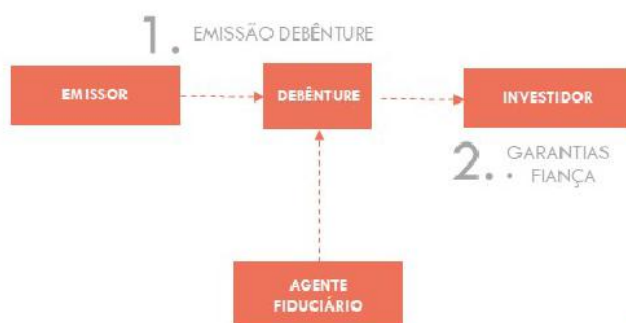 1. EMISSÃO DEBÊNTURE
EMISSOR
DEBÊNTURE
INVESTIDOR
2. GARANTIAS
• FIANÇA
AGENTE
FIDUCIÁRIO